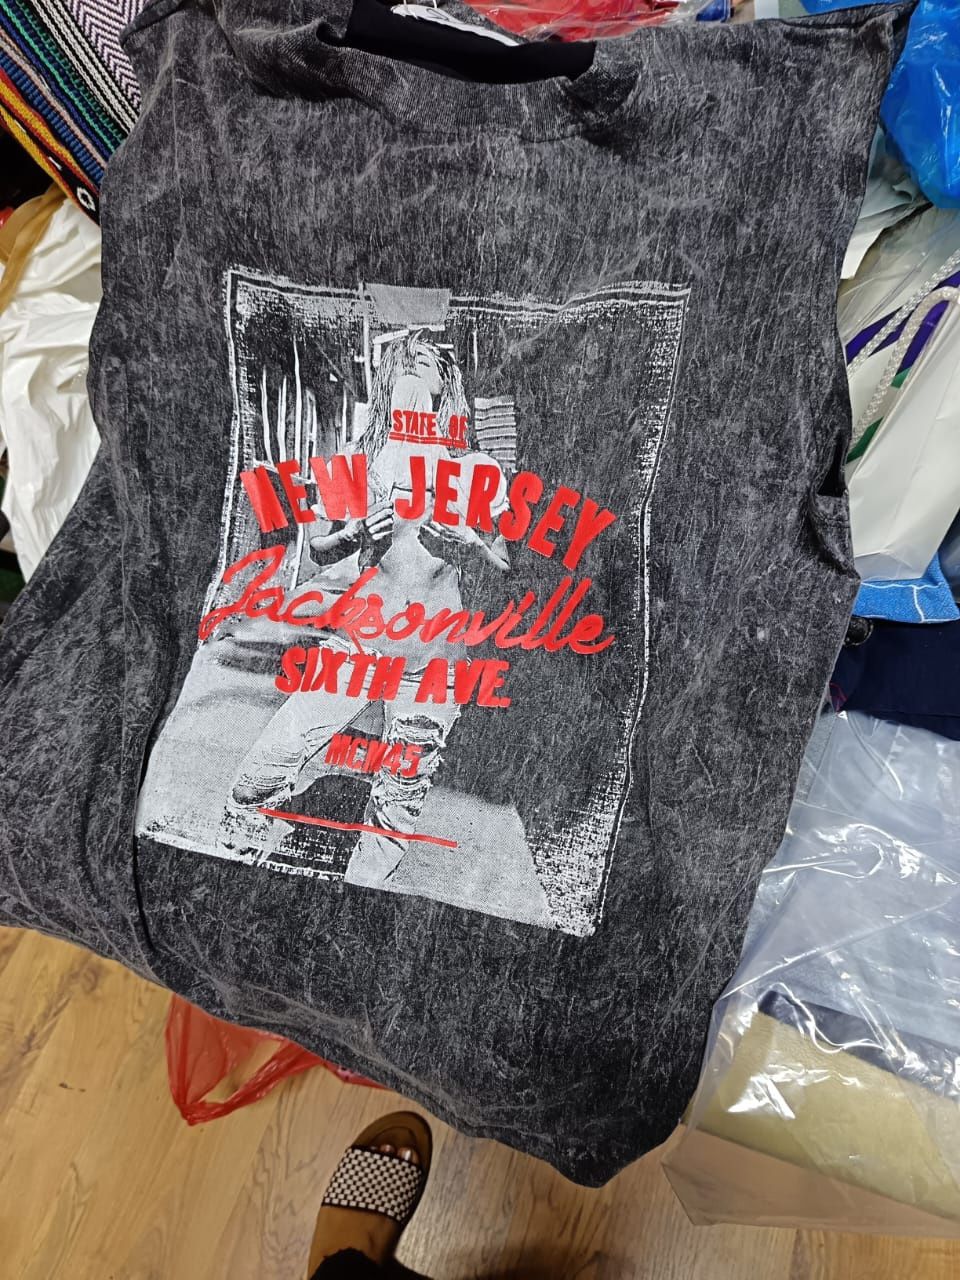 STATE OF
NEW JERSEY
Jacksonville
SIXTH AVE.
MCN45